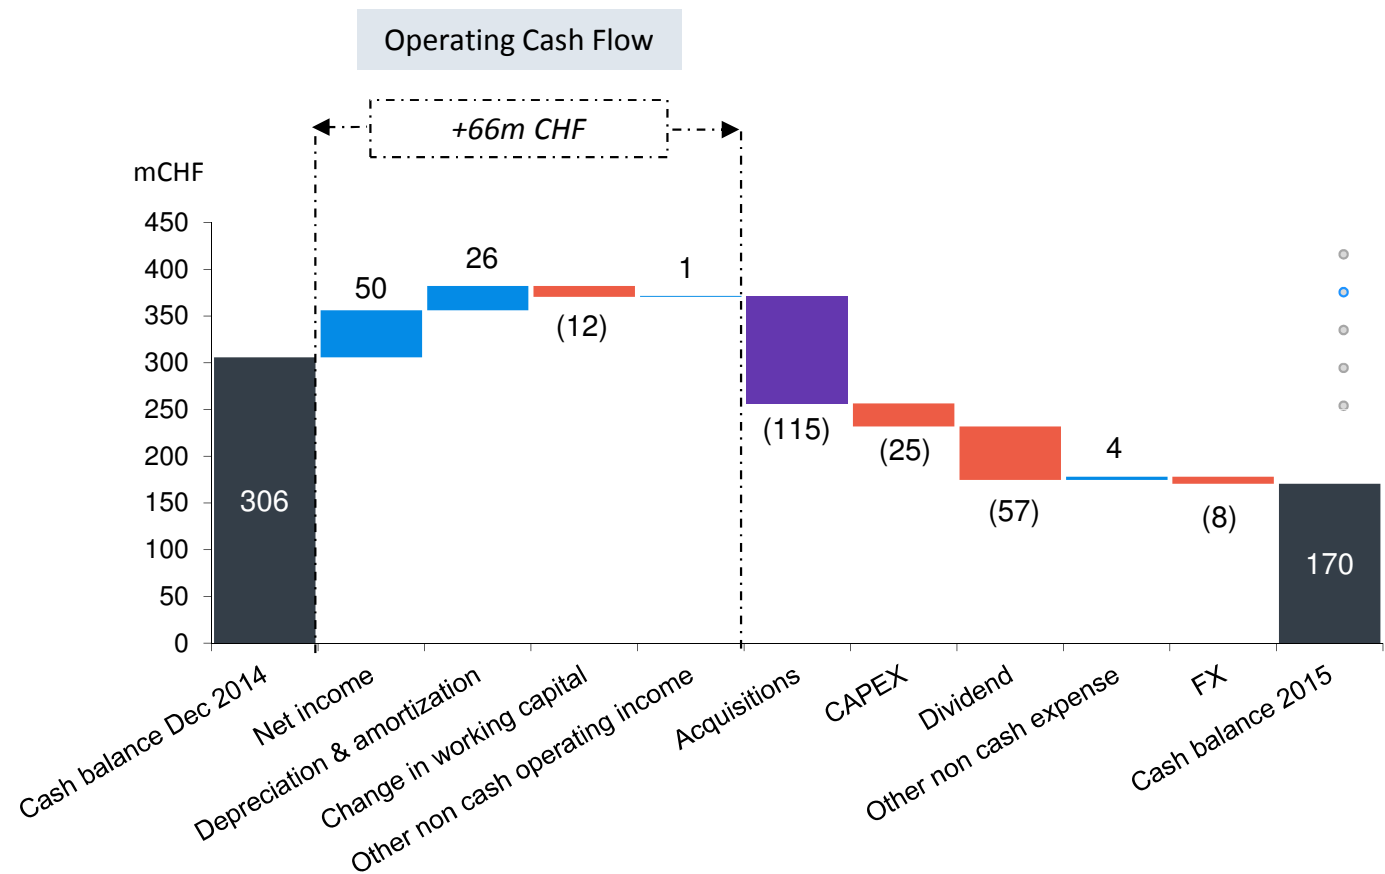 Operating Cash Flow
+66m CHF
mCHF
450
400
350
300
250
200
150
100
50
0
306
50
26
(12)
1
(115)
(25)
(57)
4
(8)
170
Cash balance Dec 2014
Net income
Depreciation & amortization
Change in working capital
Other non cash operating income
Acquisitions
CAPEX
Dividend
Other non cash expense
FX
Cash balance 2015